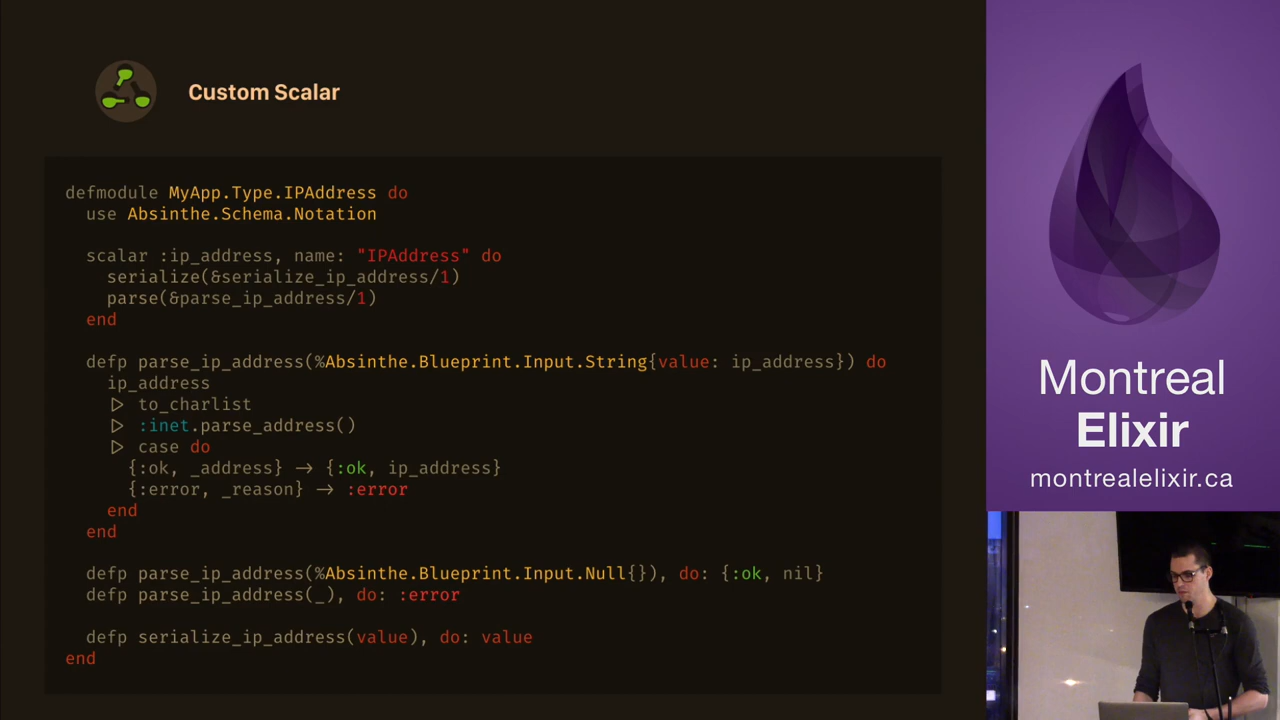 Custom Scalar
defmodule MyApp.Type.IPAddress do
  use Absinthe.Schema.Notation

  scalar :ip_address, name: "IPAddress" do
    serialize(&serialize_ip_address/1)
    parse(&parse_ip_address/1)
  end

  defp parse_ip_address(%Absinthe.Blueprint.Input.String{value: ip_address}) do
    ip_address
    |> to_charlist
    |> :inet.parse_address()
    |> case do
      {:ok, _address} -> {:ok, ip_address}
      {:error, _reason} -> :error
    end
  end

  defp parse_ip_address(%Absinthe.Blueprint.Input.Null{}), do: {:ok, nil}
  defp parse_ip_address(_), do: :error

  defp serialize_ip_address(value), do: value
end
Montreal
Elixir
montrealelixir.ca